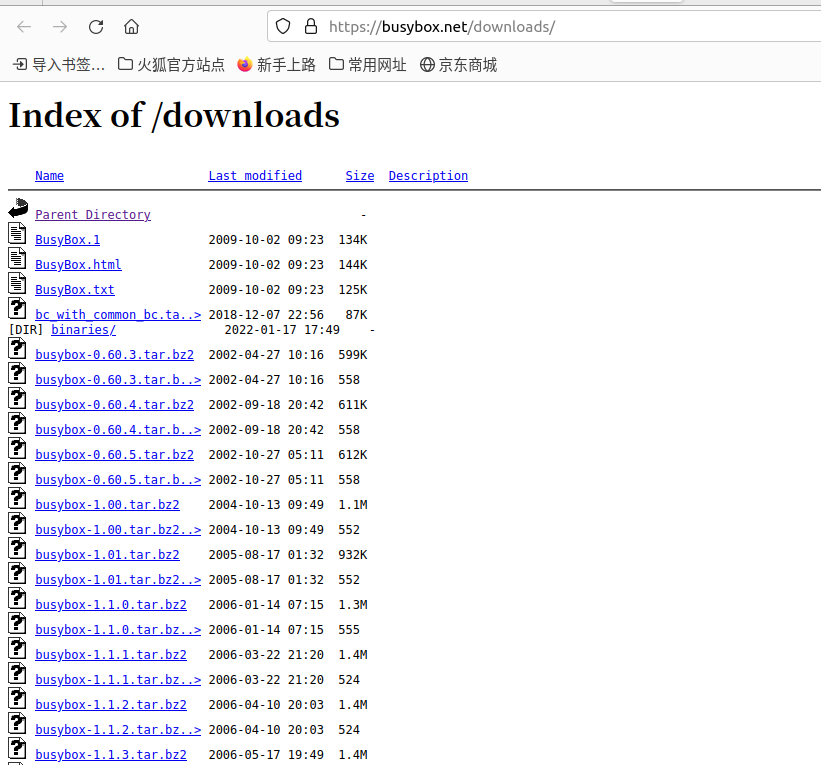 https://busybox.net/downloads/
导入书签... 火狐官方站点 新手上路 常用网址 京东商城
Index of /downloads
Name Last modified Size Description
Parent Directory -
BusyBox.1 2009-10-02 09:23 134K
BusyBox.html 2009-10-02 09:23 144K
BusyBox.txt 2009-10-02 09:23 125K
bc_with_common_bc.ta..> 2018-12-07 22:56 87K
[DIR] binaries/ 2022-01-17 17:49 -
busybox-0.60.3.tar.bz2 2002-04-27 10:16 599K
busybox-0.60.3.tar.b..> 2002-04-27 10:16 558
busybox-0.60.4.tar.bz2 2002-09-18 20:42 611K
busybox-0.60.4.tar.b..> 2002-09-18 20:42 558
busybox-0.60.5.tar.bz2 2002-10-27 05:11 612K
busybox-0.60.5.tar.b..> 2002-10-27 05:11 558
busybox-1.00.tar.bz2 2004-10-13 09:49 1.1M
busybox-1.00.tar.bz2..> 2004-10-13 09:49 552
busybox-1.01.tar.bz2 2005-08-17 01:32 932K
busybox-1.01.tar.bz2..> 2005-08-17 01:32 552
busybox-1.1.0.tar.bz2 2006-01-14 07:15 1.3M
busybox-1.1.0.tar.bz..> 2006-01-14 07:15 555
busybox-1.1.1.tar.bz2 2006-03-22 21:20 1.4M
busybox-1.1.1.tar.bz..> 2006-03-22 21:20 524
busybox-1.1.2.tar.bz2 2006-04-10 20:03 1.4M
busybox-1.1.2.tar.bz..> 2006-04-10 20:03 524
busybox-1.1.3.tar.bz2 2006-05-17 19:49 1.4M